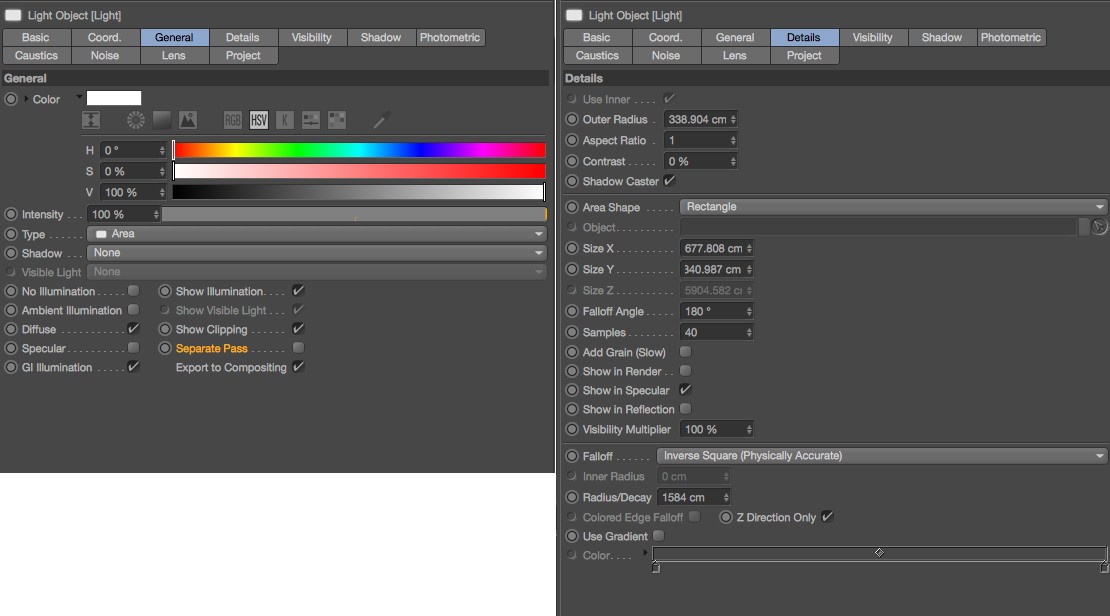 Light Object [Light]
Basic Coord. General Details Visibility Shadow Photometric
Caustics Noise Lens Project
General
Color
RGB HSV K
H 0 °
S 0 %
V 100 %
Intensity . . . 100 %
Type . . . . . . Area
Shadow . . . . None
Visible Light None
No Illumination . . . . . Show Illumination. . . .
Ambient Illumination Show Visible Light . . .
Diffuse . . . . . . . . . . . Show Clipping . . . . . .
Specular. . . . . . . . . . Separate Pass . . . . . .
GI Illumination . . . . . Export to Compositing
Light Object [Light]
Basic Coord. General Details Visibility Shadow Photometric
Caustics Noise Lens Project
Details
Use Inner . . . .
Outer Radius . 338.904 cm
Aspect Ratio . 1
Contrast . . . . . 0 %
Shadow Caster
Area Shape . . . . . Rectangle
Object. . . . . . . . . .
Size X . . . . . . . . . 677.808 cm
Size Y . . . . . . . . . 340.987 cm
Size Z . . . . . . . . . 5904.582 c
Falloff Angle . . . . . 180 °
Samples . . . . . . . . 40
Add Grain (Slow)
Show in Render . .
Show in Specular
Show in Reflection
Visibility Multiplier 100 %
Falloff . . . . . . Inverse Square (Physically Accurate)
Inner Radius 0 cm
Radius/Decay 1584 cm
Colored Edge Falloff Z Direction Only
Use Gradient
Color. . . .